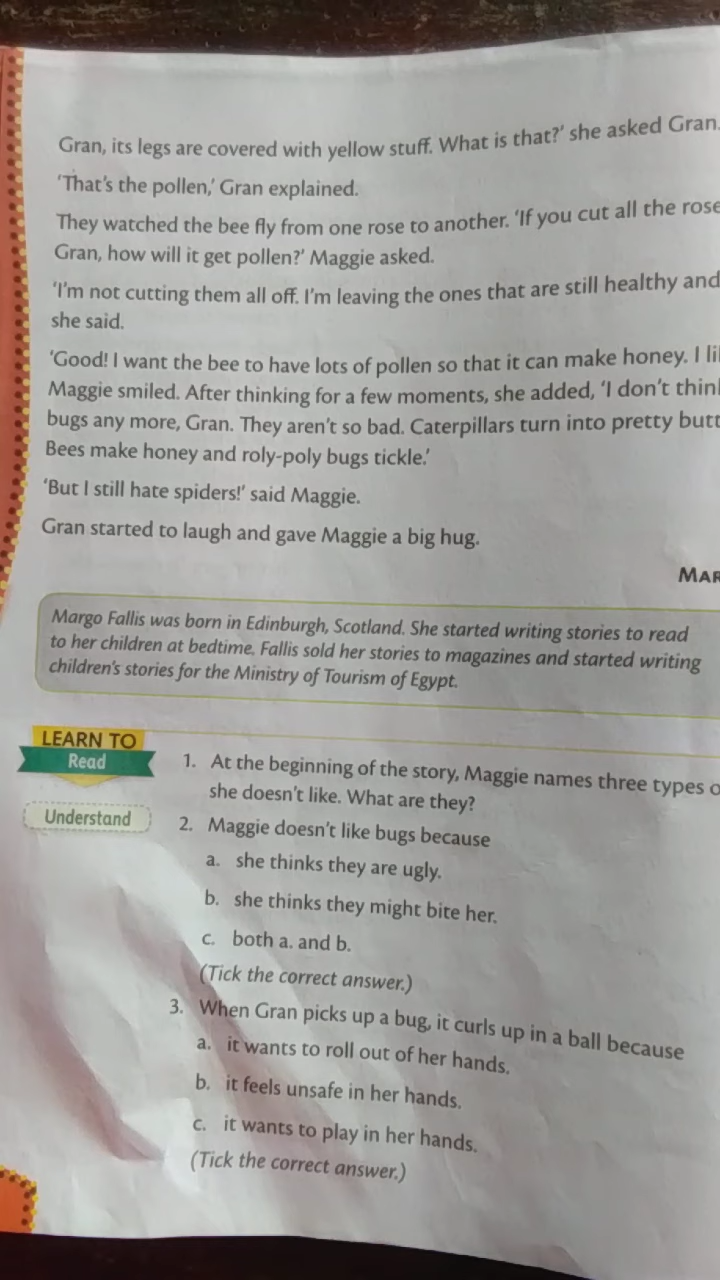 Gran, its legs are covered with yellow stuff. What is that?’ she asked Gran.
‘That’s the pollen,’ Gran explained.
They watched the bee fly from one rose to another. ‘If you cut all the rose
Gran, how will it get pollen?’ Maggie asked.
‘I’m not cutting them all off. I’m leaving the ones that are still healthy and
she said.
‘Good! I want the bee to have lots of pollen so that it can make honey. I
Maggie smiled. After thinking for a few moments, she added, ‘I don’t
bugs any more, Gran. They aren’t so bad. Caterpillars turn into pretty
Bees make honey and roly-poly bugs tickle.’
‘But I still hate spiders!’ said Maggie.
Gran started to laugh and gave Maggie a big hug.
Margo Fallis was born in Edinburgh, Scotland. She started writing stories to read
to her children at bedtime. Fallis sold her stories to magazines and started writing
children’s stories for the Ministry of Tourism of Egypt.
LEARN TO
Read
Understand
1. At the beginning of the story, Maggie names three types
she doesn’t like. What are they?
2. Maggie doesn’t like bugs because
a. she thinks they are ugly.
b. she thinks they might bite her.
c. both a. and b.
(Tick the correct answer.)
3. When Gran picks up a bug, it curls up in a ball because
a. it wants to roll out of her hands.
b. it feels unsafe in her hands.
c. it wants to play in her hands.
(Tick the correct answer.)